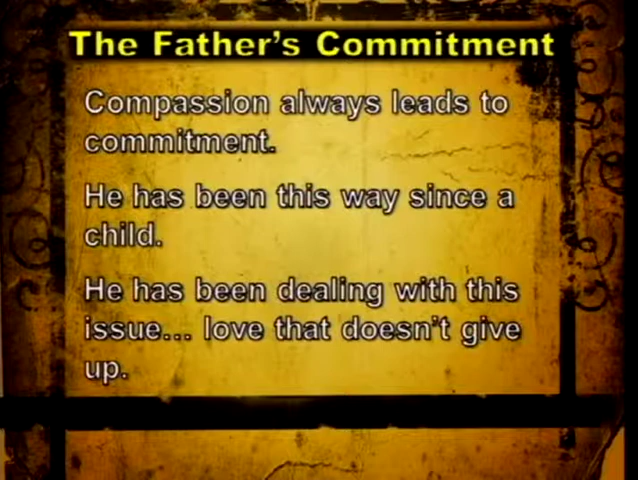 The Father's Commitment
Compassion always leads to
commitment.
He has been this way since a
child.
He has been dealing with this
issue... love that doesn't give
up.